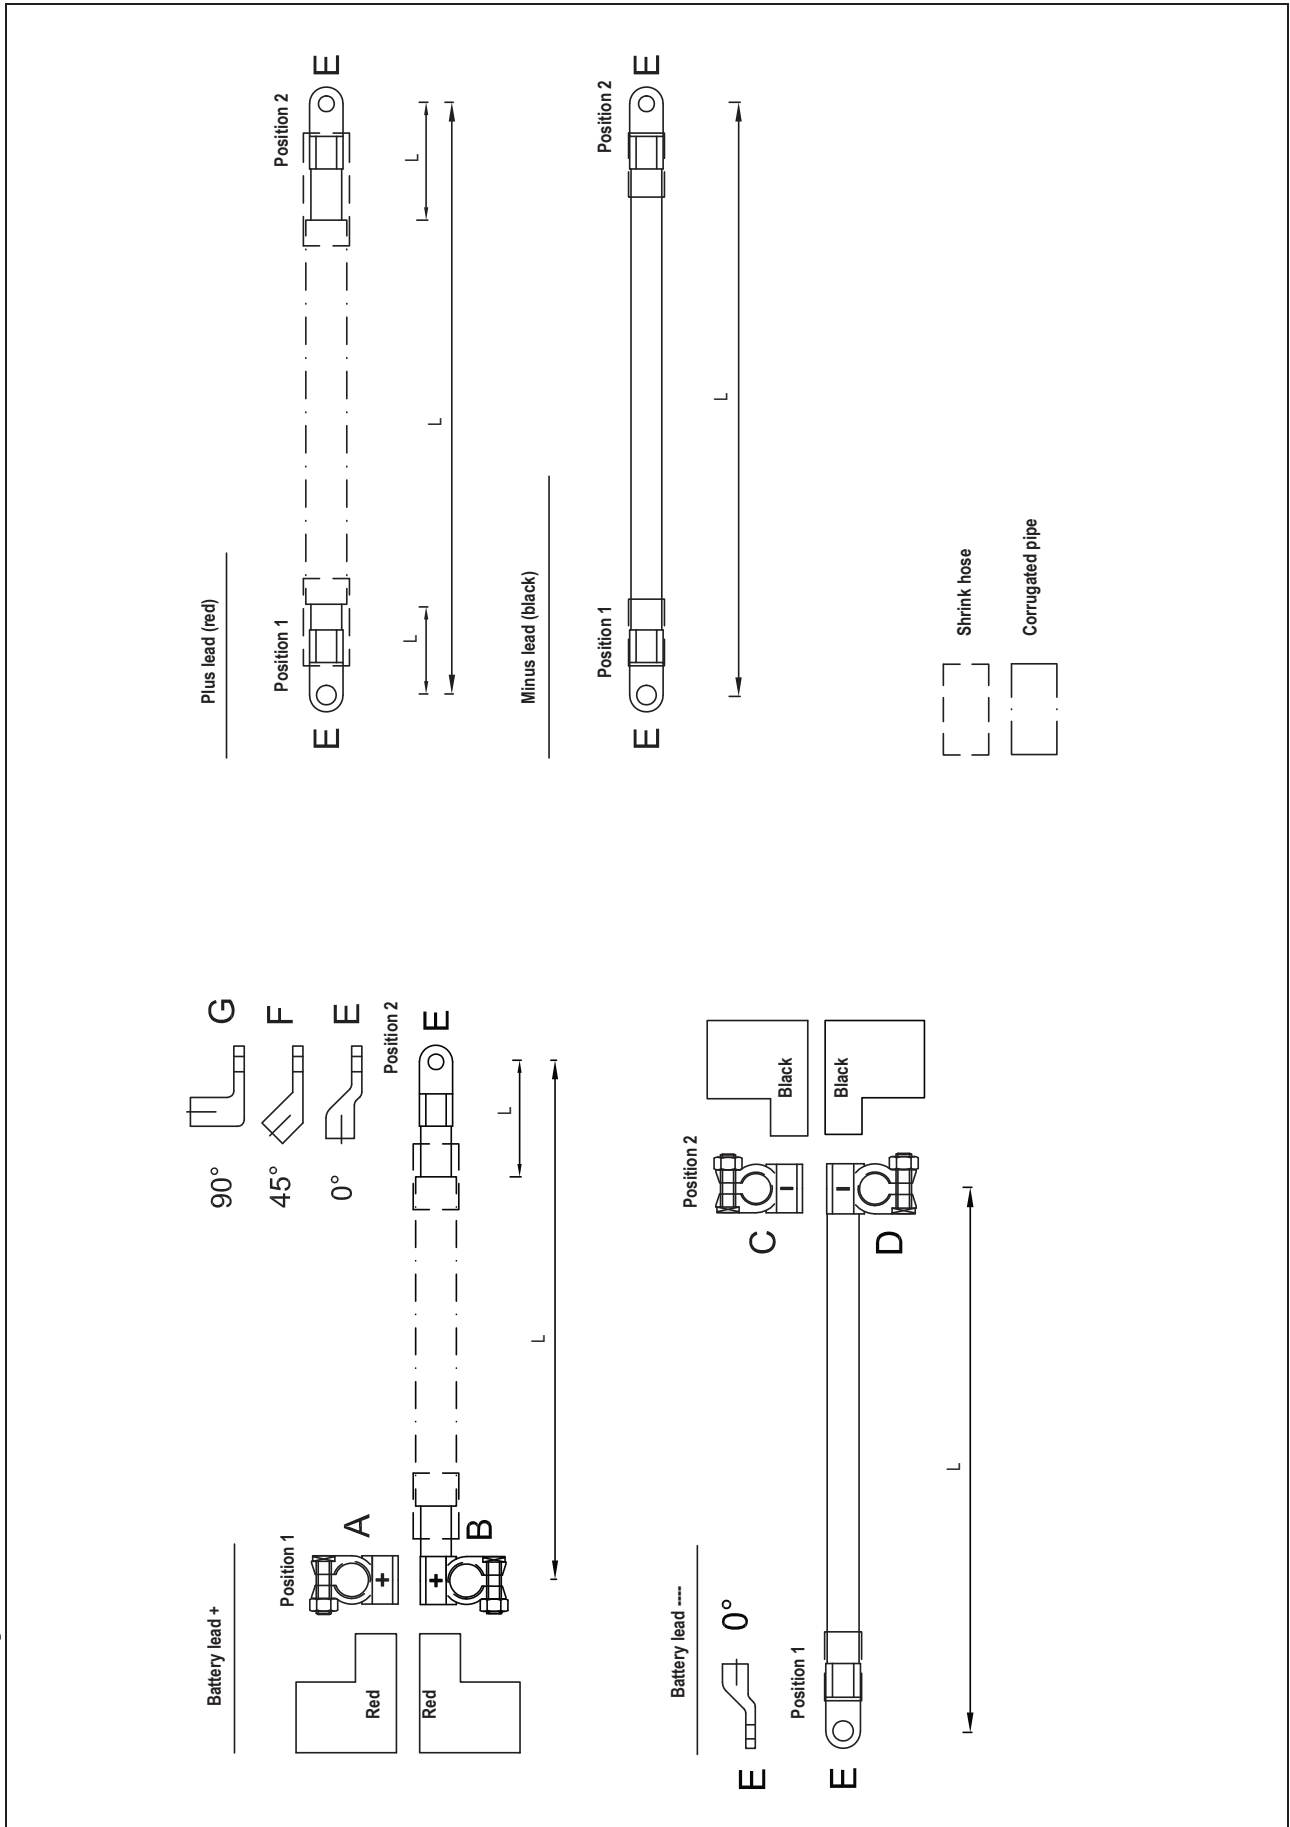 Battery lead +
Position 1
A
B
+
+
Red
Red
90°
45°
0°
G
F
E
Position 2
E
L
L
Plus lead (red)
Position 1
Position 2
E
E
L
L
L
Battery lead ----
E
0°
Position 1
E
Position 2
C
D
–
–
Black
Black
L
Minus lead (black)
Position 1
Position 2
E
E
L
Shrink hose
Corrugated pipe